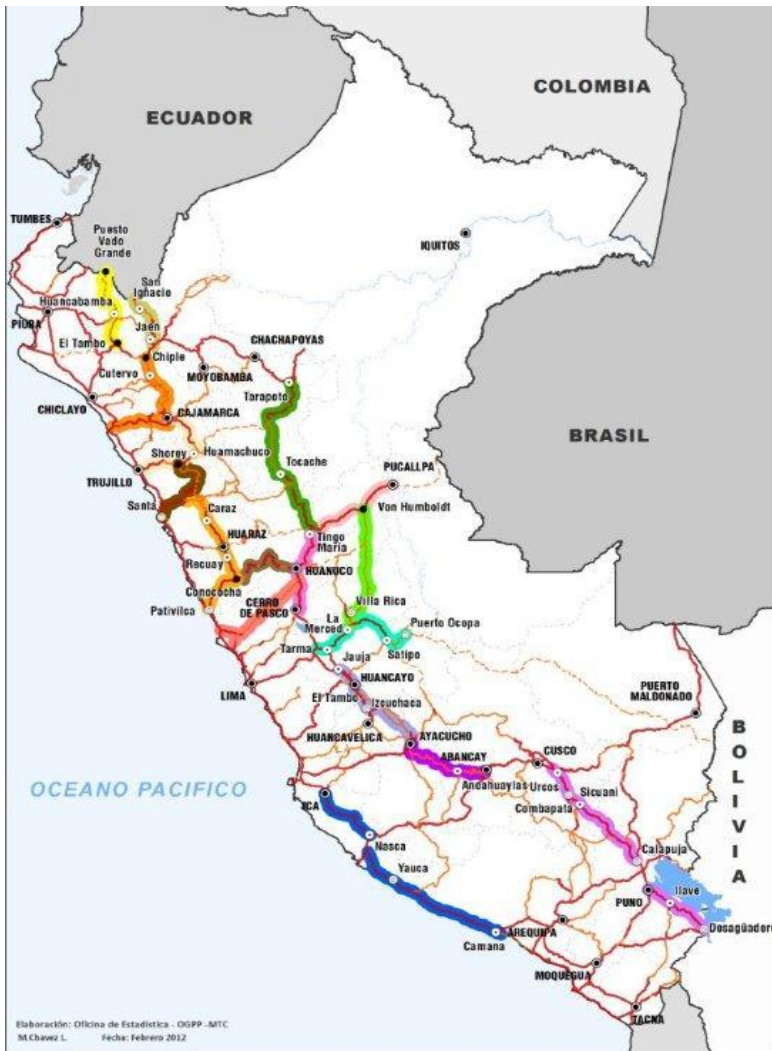 COLOMBIA
ECUADOR
TUMBES
Puesto
Vado
Grande
IQUITOS
San
Ignacio
Huancabamba
PIURA
Jaén
El Tambo
Chiple
CHACHAPOYAS
Cutervo
MOYOBAMBA
Tarapoto
CHICLAYO
CAJAMARCA
BRASIL
Shorey
Huamachuco
TRUJILLO
Tocache
PUCALLPA
Santa
Caraz
Von Humboldt
HUARAZ
Tingo
Maria
Recuay
HUANUCO
Conococha
CERRO
DE PASCO
Villa Rica
Pativilca
La
Merced
Puerto Ocopa
Tarma
Satipo
Jauja
LIMA
HUANCAYO
El Tambo
Izcuchaca
PUERTO
MALDONADO
HUANCAVELICA
AYACUCHO
ABANCAY
CUSCO
Andahuaylas
Urcos
Sicuani
Combapata
OCEANO PACIFICO
ICA
BOLIVIA
Nasca
Calapuja
Yauca
PUNO
Ilave
Desagüadero
AREQUIPA
Camana
MOQUEGUA
TACNA
Elaboración: Oficina de Estadística - OGPP -MTC
M.Chavez L. Fecha: Febrero 2012